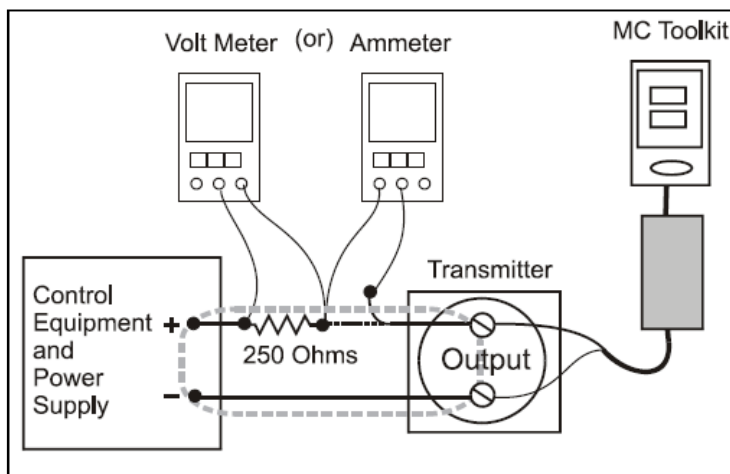 Volt Meter (or) Ammeter
MC Toolkit
Transmitter
Control
Equipment +
and
Power
Supply -
250 Ohms
Output